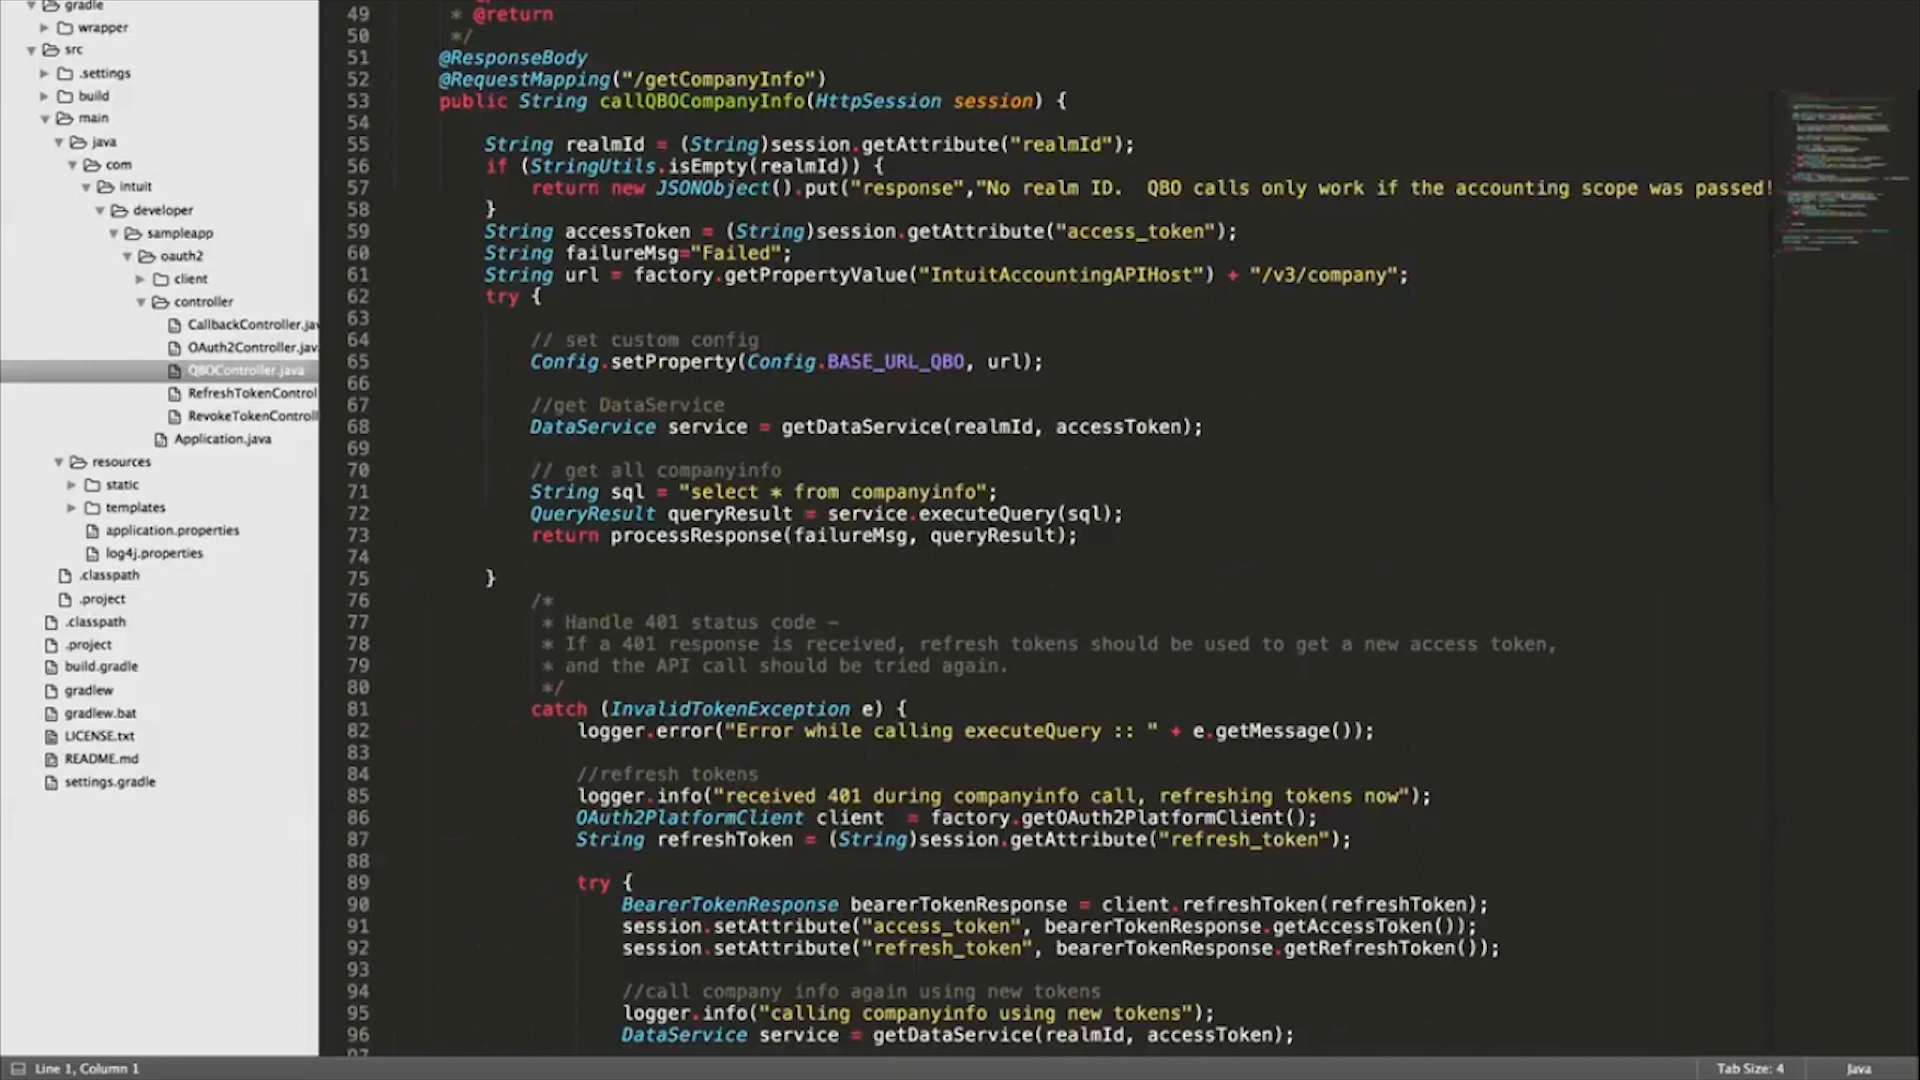 gradle
wrapper
src
.settings
build
main
java
com
intuit
developer
sampleapp
oauth2
client
controller
CallbackController.jav
OAuth2Controller.jav
QBOController.java
RefreshTokenControl
RevokeTokenControll
Application.java
resources
static
templates
application.properties
log4j.properties
.classpath
.project
.classpath
.project
build.gradle
gradlew
gradlew.bat
LICENSE.txt
README.md
settings.gradle
49 * @return
50 */
51 @ResponseBody
52 @RequestMapping("/getCompanyInfo")
53 public String callQBOCompanyInfo(HttpSession session) {
54
55 String realmId = (String)session.getAttribute("realmId");
56 if (StringUtils.isEmpty(realmId)) {
57 return new JSONObject().put("response","No realm ID.  QBO calls only work if the accounting scope was passed!
58 }
59 String accessToken = (String)session.getAttribute("access_token");
60 String failureMsg="Failed";
61 String url = factory.getPropertyValue("IntuitAccountingAPIHost") + "/v3/company";
62 try {
63
64 // set custom config
65 Config.setProperty(Config.BASE_URL_QBO, url);
66
67 //get DataService
68 DataService service = getDataService(realmId, accessToken);
69
70 // get all companyinfo
71 String sql = "select * from companyinfo";
72 QueryResult queryResult = service.executeQuery(sql);
73 return processResponse(failureMsg, queryResult);
74
75 }
76 /*
77 * Handle 401 status code -
78 * If a 401 response is received, refresh tokens should be used to get a new access token,
79 * and the API call should be tried again.
80 */
81 catch (InvalidTokenException e) {
82 logger.error("Error while calling executeQuery :: " + e.getMessage());
83
84 //refresh tokens
85 logger.info("received 401 during companyinfo call, refreshing tokens now");
86 OAuth2PlatformClient client  = factory.getOAuth2PlatformClient();
87 String refreshToken = (String)session.getAttribute("refresh_token");
88
89 try {
90 BearerTokenResponse bearerTokenResponse = client.refreshToken(refreshToken);
91 session.setAttribute("access_token", bearerTokenResponse.getAccessToken());
92 session.setAttribute("refresh_token", bearerTokenResponse.getRefreshToken());
93
94 //call company info again using new tokens
95 logger.info("calling companyinfo using new tokens");
96 DataService service = getDataService(realmId, accessToken);
97
Line 1, Column 1
Tab Size: 4
Java